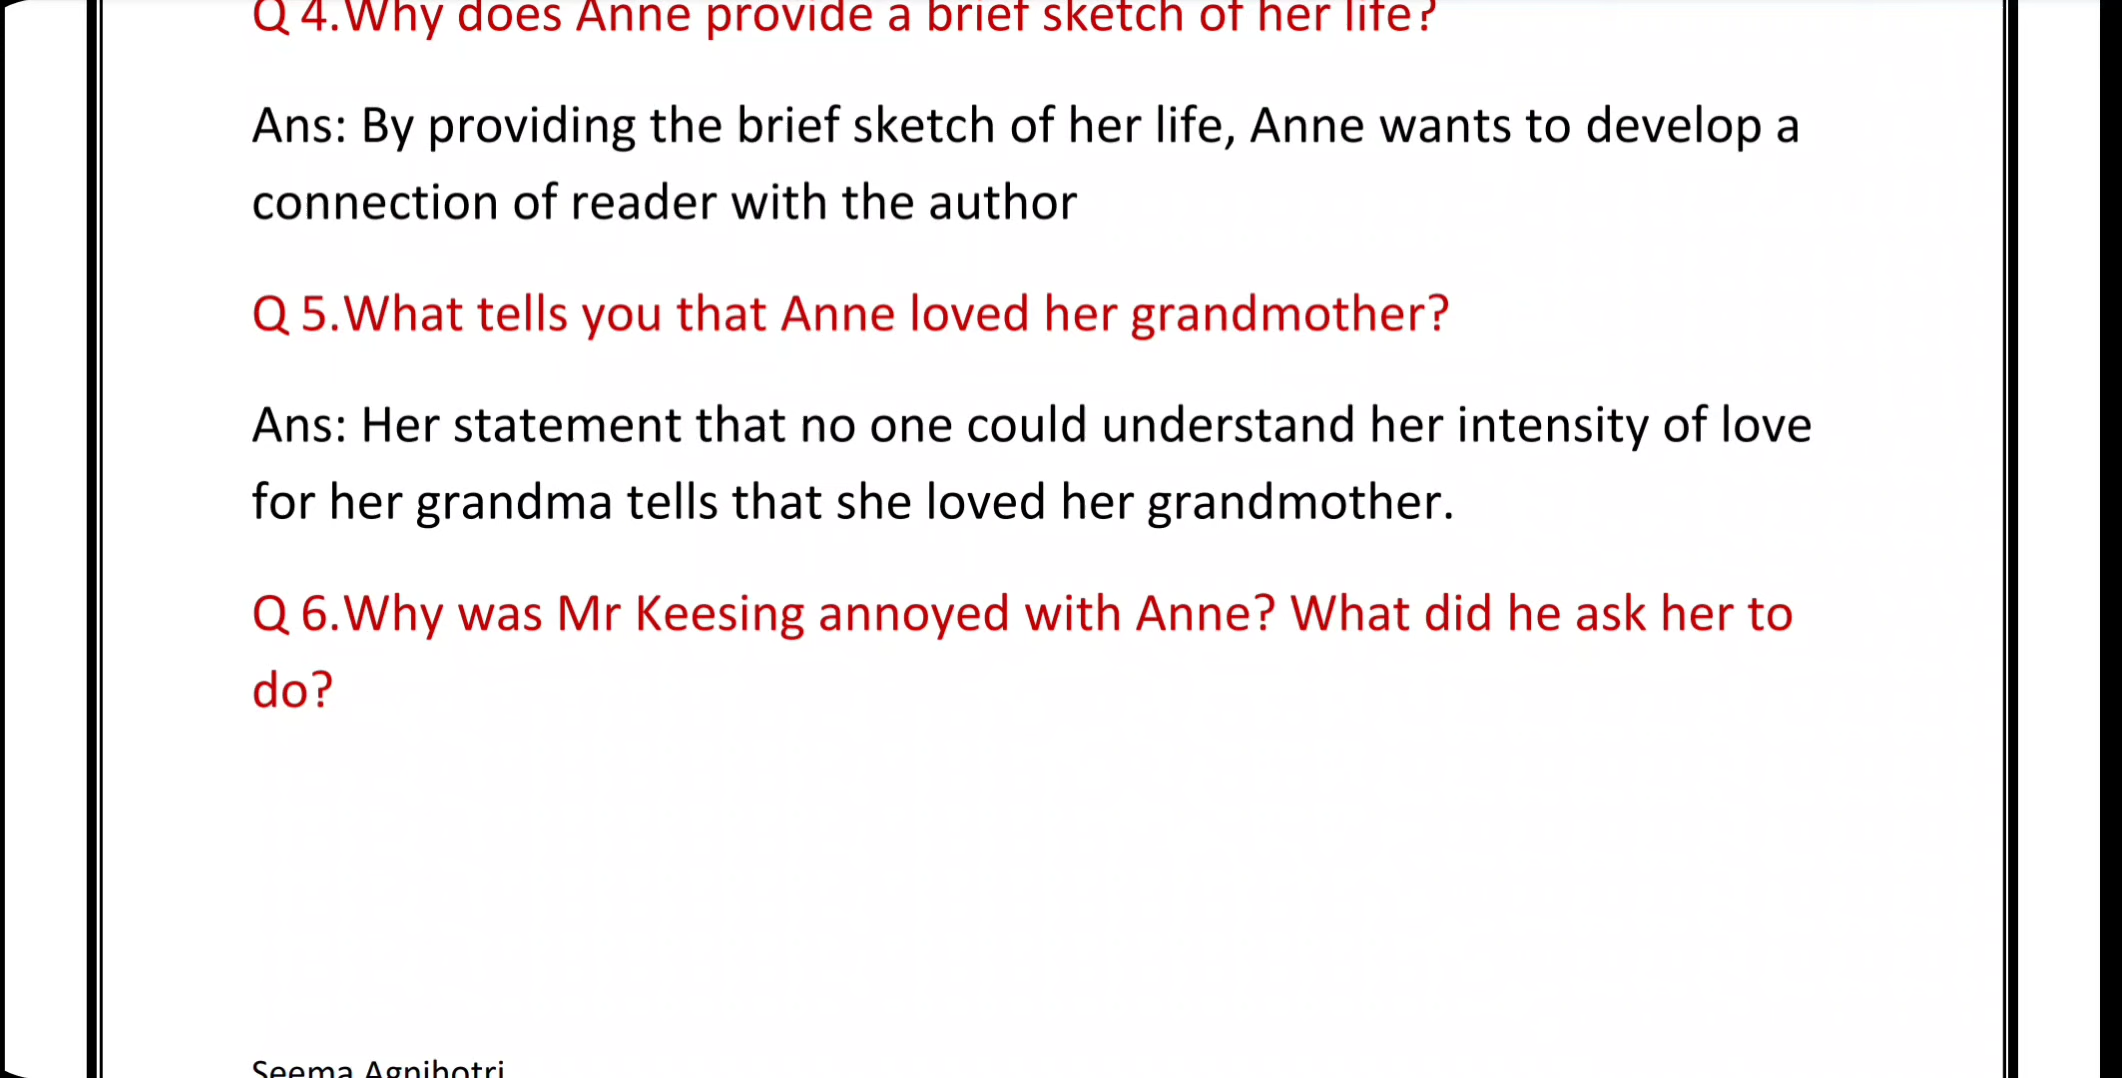 Q 4.Why does Anne provide a brief sketch of her life?
Ans: By providing the brief sketch of her life, Anne wants to develop a
connection of reader with the author
Q 5.What tells you that Anne loved her grandmother?
Ans: Her statement that no one could understand her intensity of love
for her grandma tells that she loved her grandmother.
Q 6.Why was Mr Keesing annoyed with Anne? What did he ask her to
do?
Seema Agnihotri